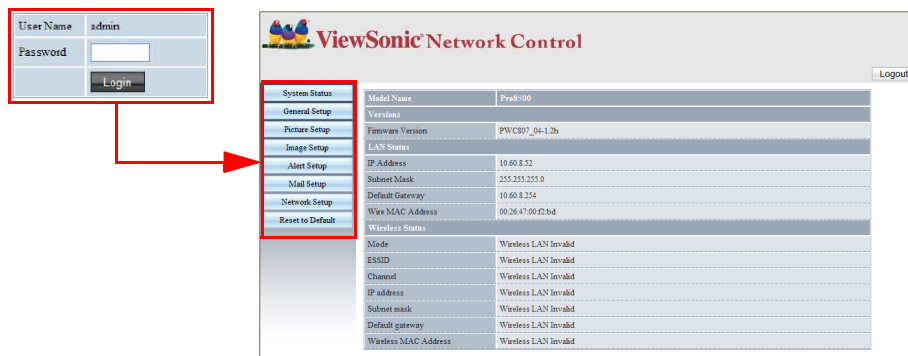 User Name admin
Password
Login
ViewSonic® Network Control
Logout
System Status
General Setup
Picture Setup
Image Setup
Alert Setup
Mail Setup
Network Setup
Reset to Default
Model Name Pro8500
Versions
Firmware Version PWC807_04-1.2h
LAN Status
IP Address 10.60.8.52
Subnet Mask 255.255.255.0
Default Gateway 10.60.8.254
Wire MAC Address 00:26:47:00:f2:bd
Wireless Status
Mode Wireless LAN Invalid
ESSID Wireless LAN Invalid
Channel Wireless LAN Invalid
IP address Wireless LAN Invalid
Subnet mask Wireless LAN Invalid
Default gateway Wireless LAN Invalid
Wireless MAC Address Wireless LAN Invalid